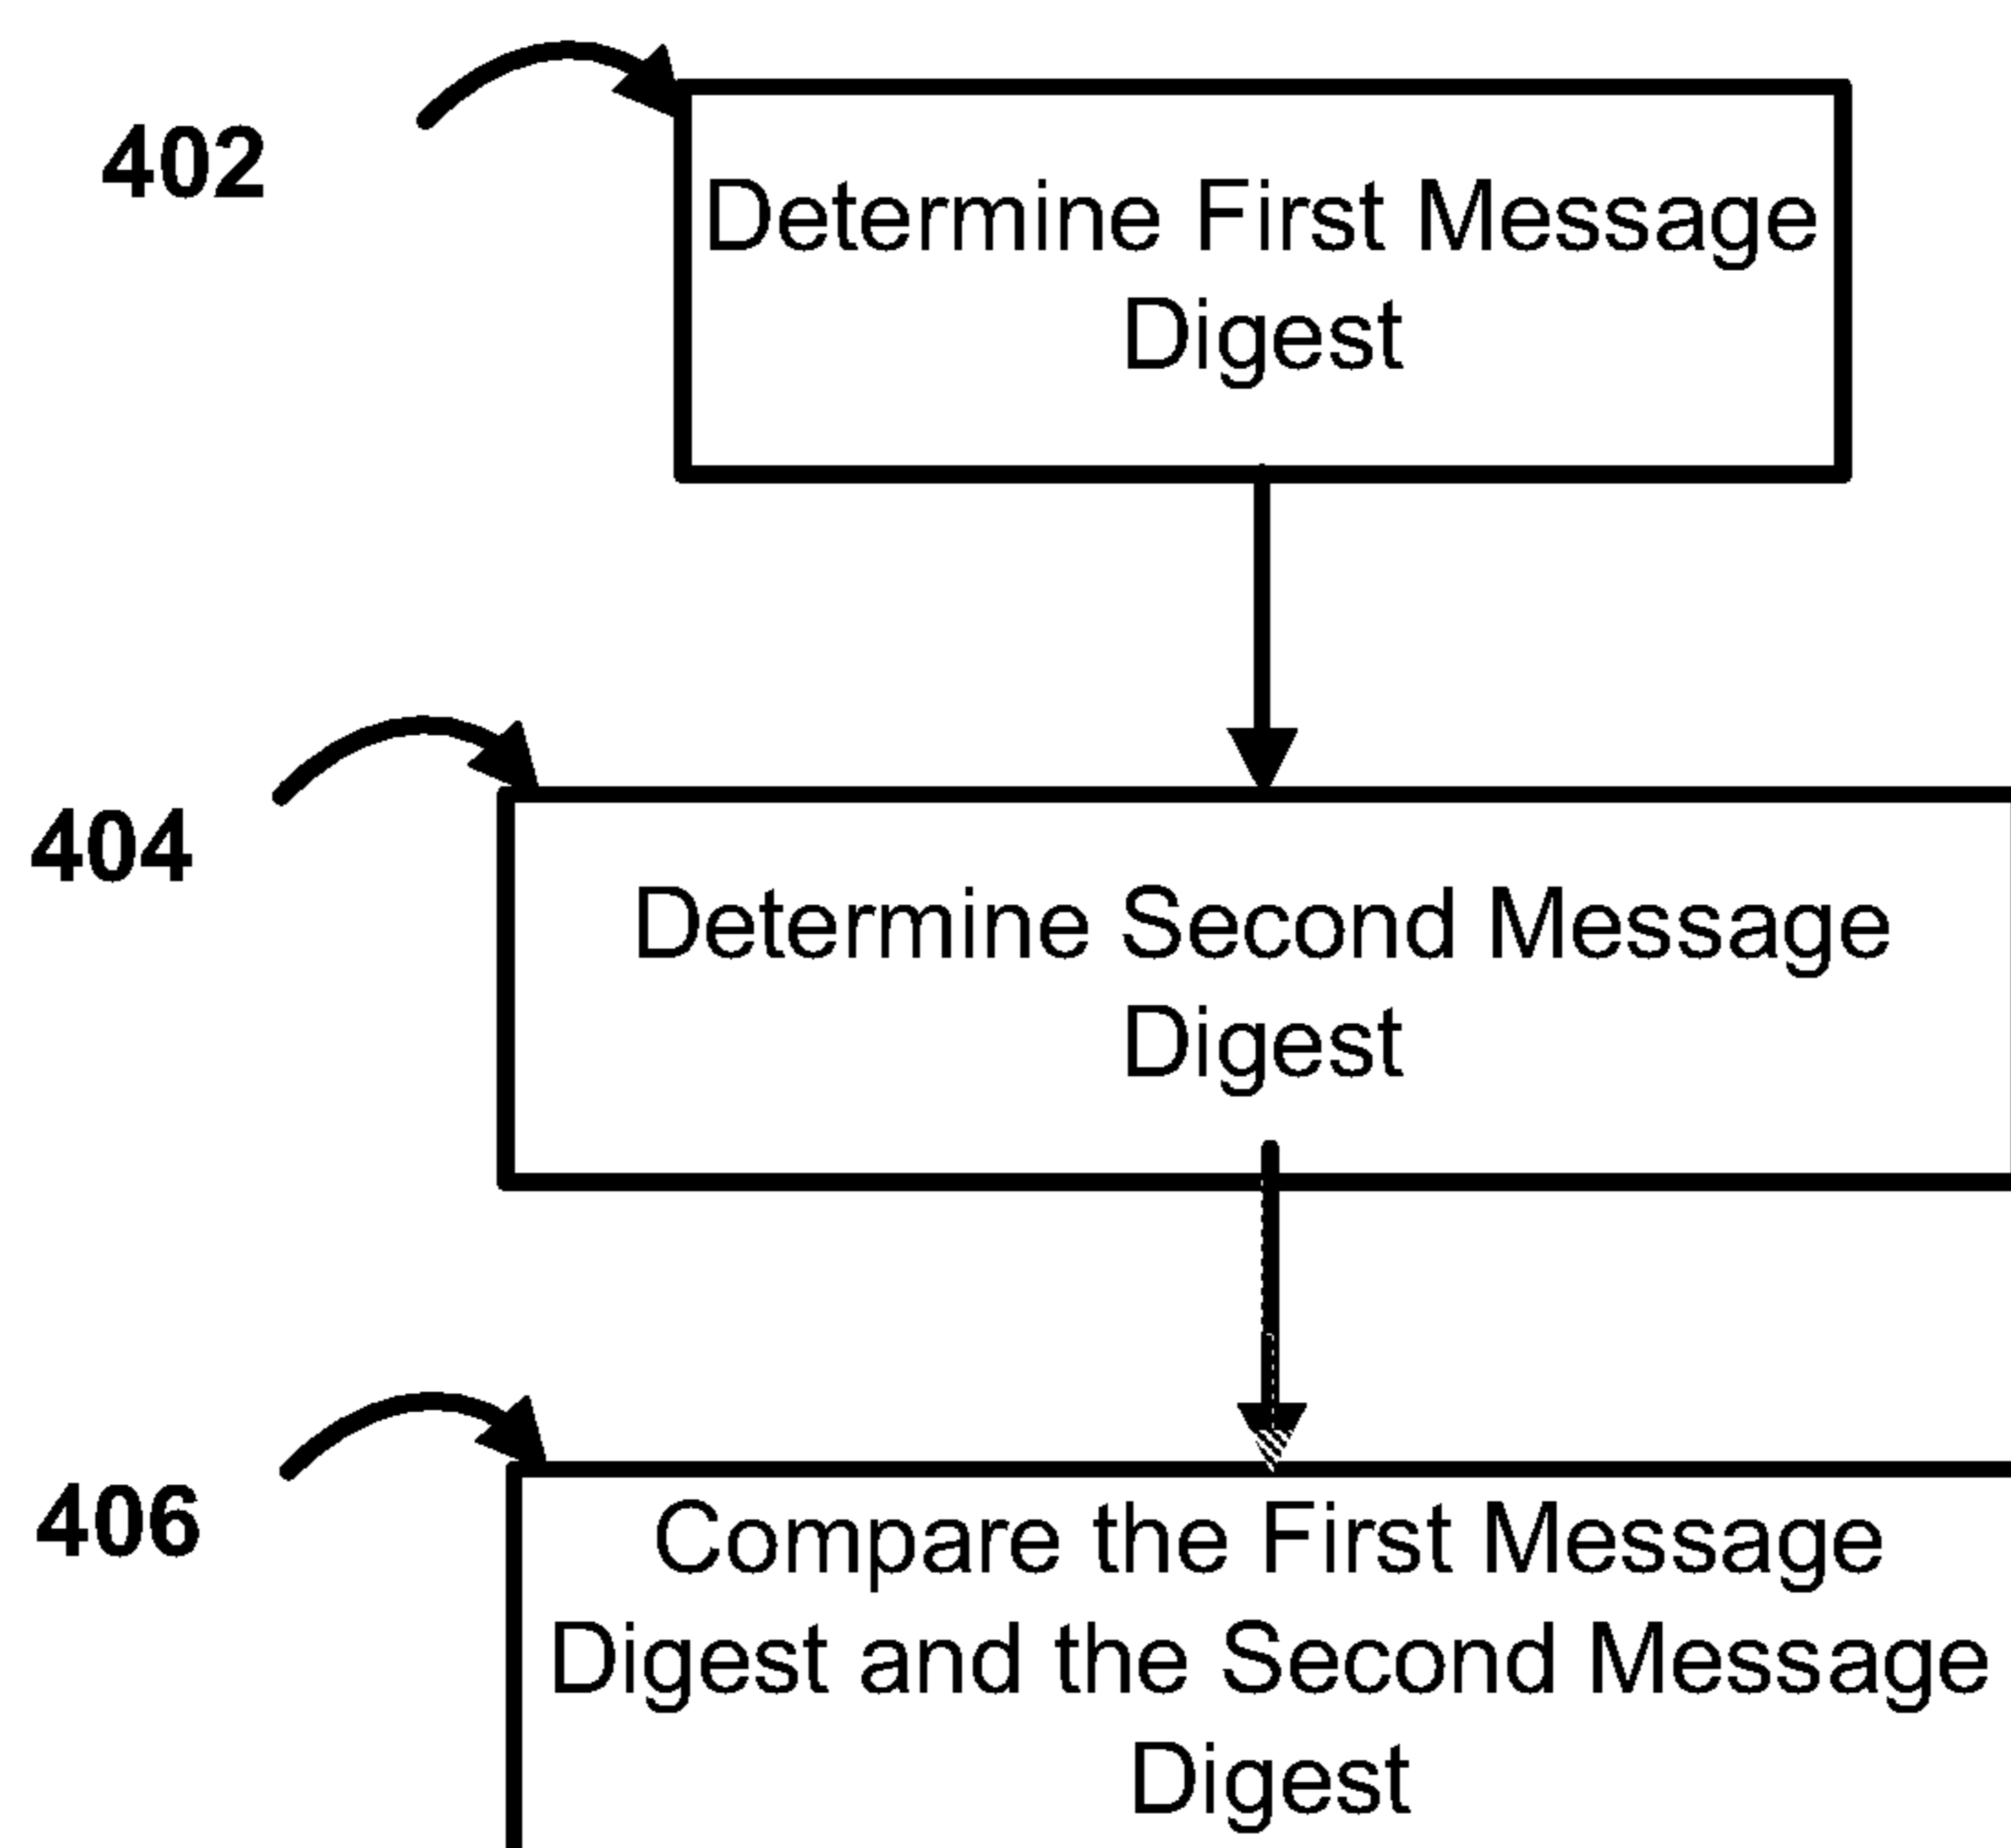 402
Determine First Message
Digest
404
Determine Second Message
Digest
406
Compare the First Message
Digest and the Second Message
Digest